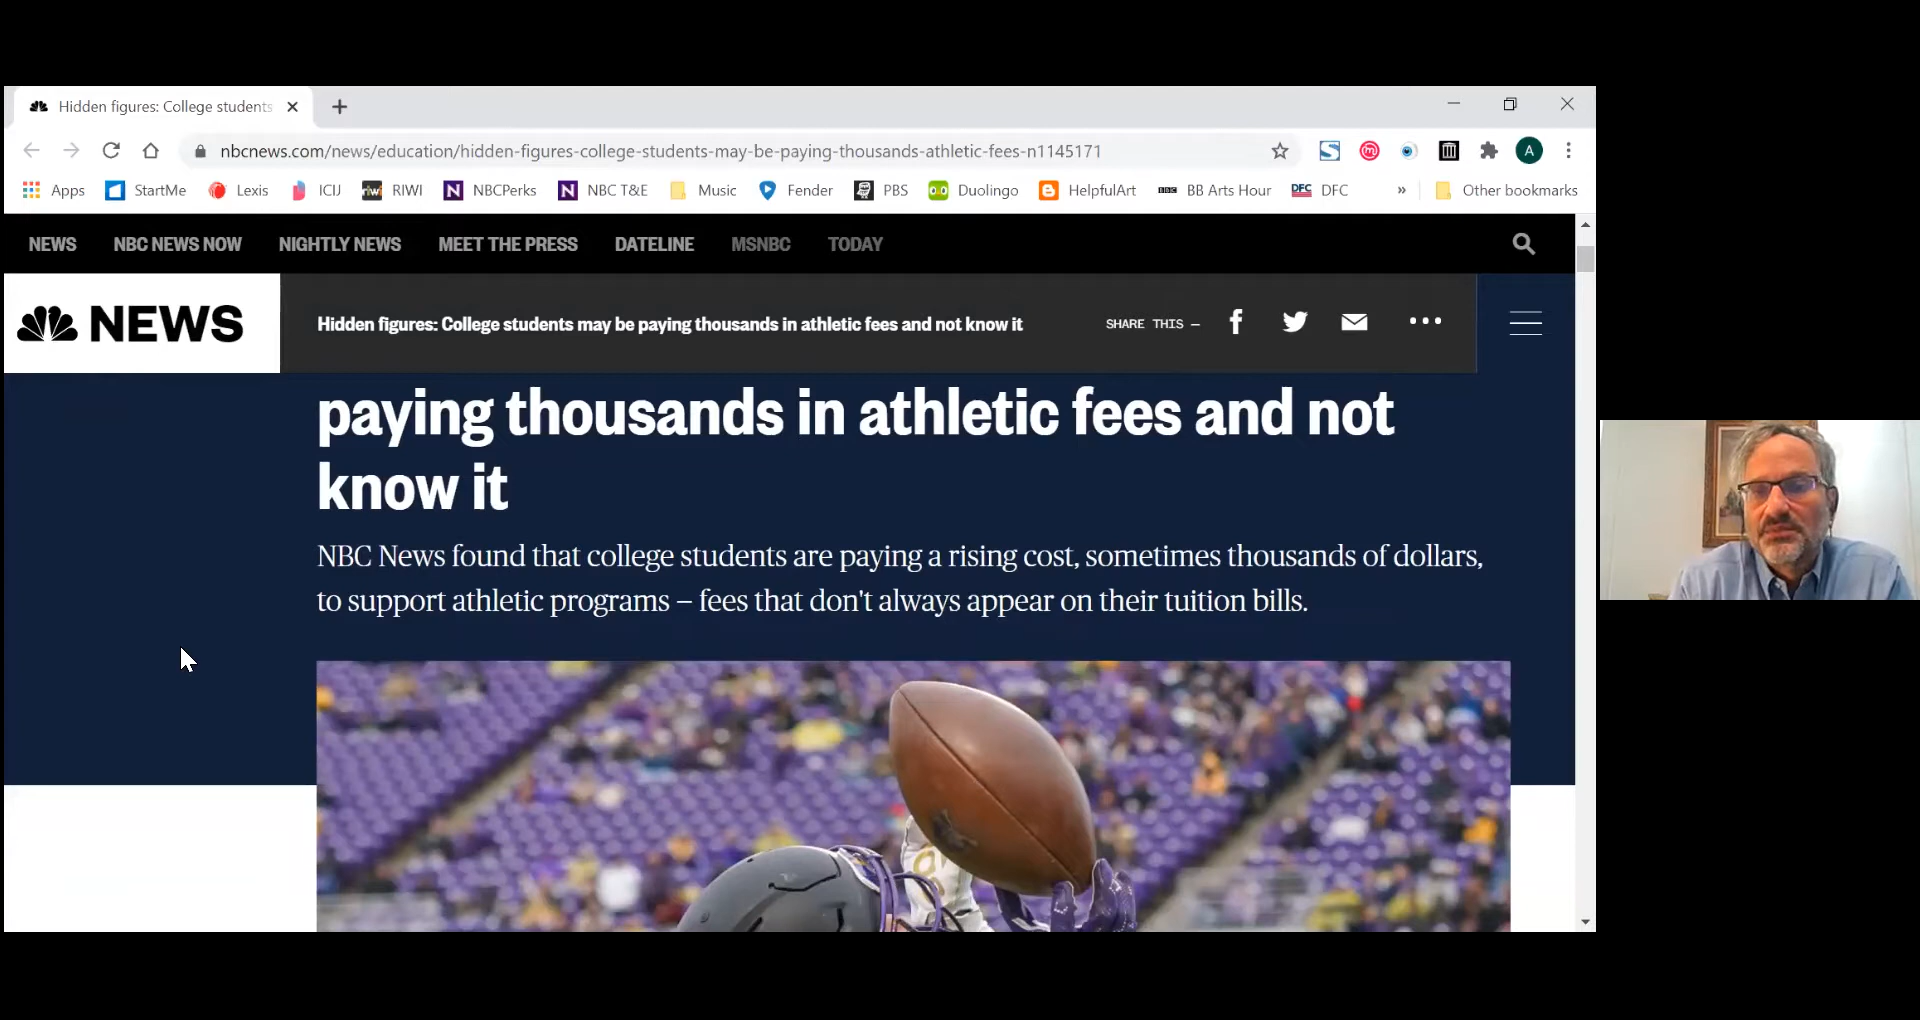 Hidden figures: College students
nbcnews.com/news/education/hidden-figures-college-students-may-be-paying-thousands-athletic-fees-n1145171
A
Apps StartMe Lexis ICIJ riwi RIWI N NBCPerks N NBC T&E Music Fender PBS Duolingo HelpfulArt BBC BB Arts Hour DFC DFC » Other bookmarks
NEWS NBC NEWS NOW NIGHTLY NEWS MEET THE PRESS DATELINE MSNBC TODAY
NEWS Hidden figures: College students may be paying thousands in athletic fees and not know it SHARE THIS —
paying thousands in athletic fees and not
know it
NBC News found that college students are paying a rising cost, sometimes thousands of dollars,
to support athletic programs – fees that don't always appear on their tuition bills.